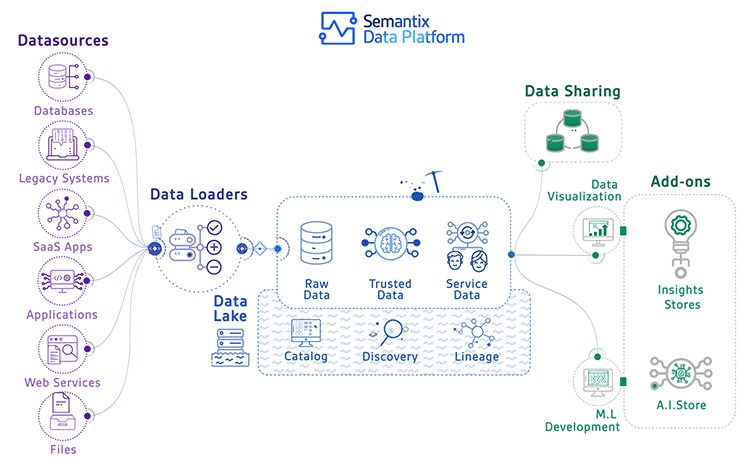 Semantix
Data Platform
Datasources
Databases
Legacy Systems
SaaS Apps
Applications
Web Services
Files
Data Loaders
Data
Lake
Raw
Data
Trusted
Data
Service
Data
Catalog
Discovery
Lineage
Data Sharing
Data
Visualization
M.L
Development
Add-ons
Insights
Stores
A.I.Store